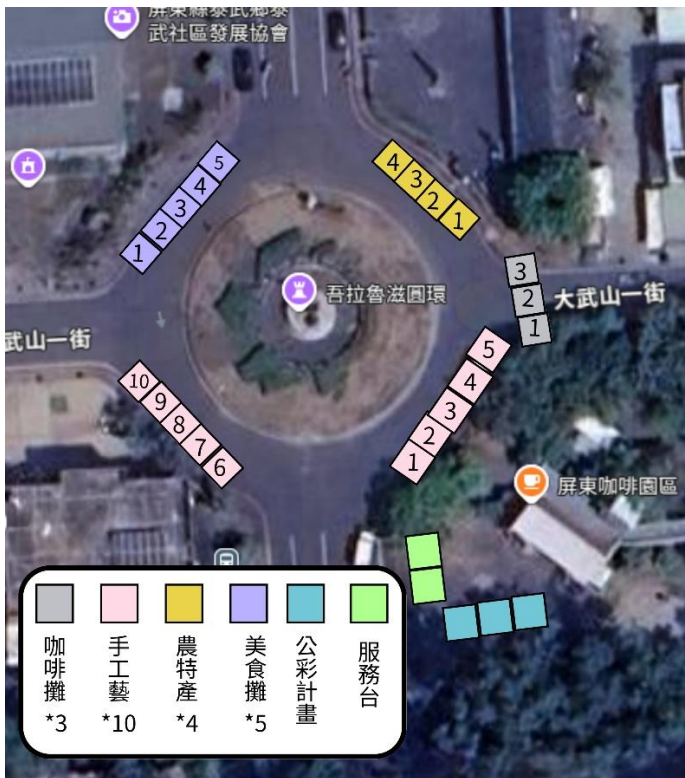 屏東縣泰武鄉泰
武社區發展協會
5
4
3
2
1
4
3
2
1
吾拉魯滋圓環
3
2
1
大武山一街
武山一街
5
4
3
2
1
10
9
8
7
6
屏東咖啡園區
咖啡攤
*3
手工藝
*10
農特產
*4
美食攤
*5
公彩計畫
服務台